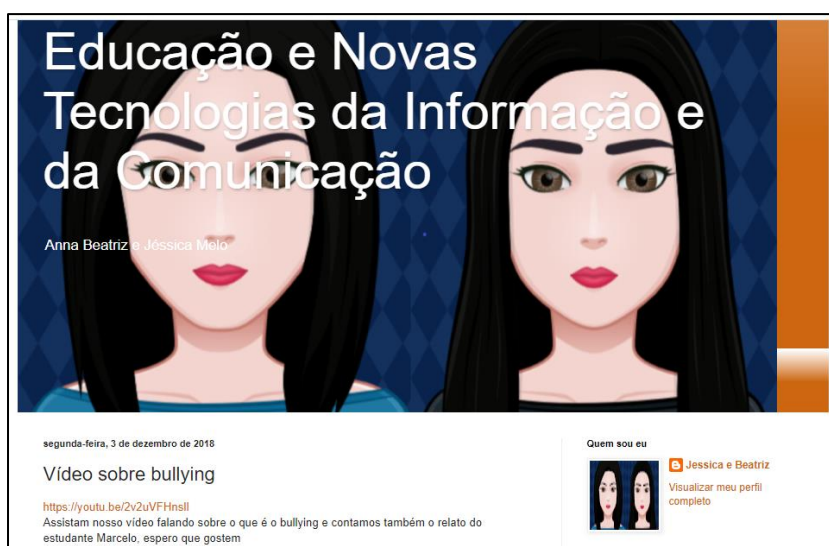 Educação e Novas
Tecnologias da Informação e
da Comunicação
Anna Beatriz e Jéssica Melo
segunda-feira, 3 de dezembro de 2018
Vídeo sobre bullying
https://youtu.be/2v2uVFHnsII
Assistam nosso vídeo falando sobre o que é o bullying e contamos também o relato do
estudante Marcelo, espero que gostem
Quem sou eu
Jessica e Beatriz
Visualizar meu perfil
completo